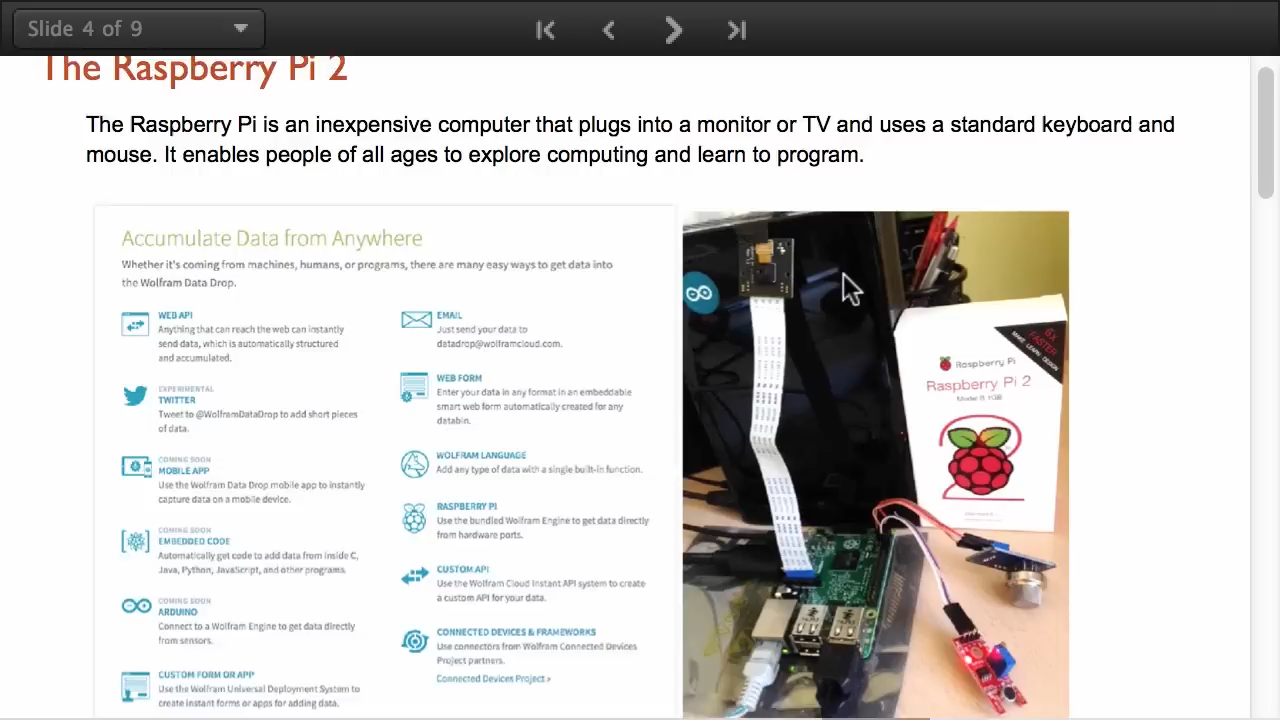 Slide 4 of 9
The Raspberry Pi 2
The Raspberry Pi is an inexpensive computer that plugs into a monitor or TV and uses a standard keyboard and
mouse. It enables people of all ages to explore computing and learn to program.
Accumulate Data from Anywhere
Whether it's coming from machines, humans, or programs, there are many easy ways to get data into
the Wolfram Data Drop.
WEB API
Anything that can reach the web can instantly
send data, which is automatically structured
and accumulated.
EXPERIMENTAL
TWITTER
Tweet to @WolframDataDrop to add short pieces
of data.
COMING SOON
MOBILE APP
Use the Wolfram Data Drop mobile app to instantly
capture data on a mobile device.
COMING SOON
EMBEDDED CODE
Automatically get code to add data from inside C,
Java, Python, JavaScript, and other programs.
COMING SOON
ARDUINO
Connect to a Wolfram Engine to get data directly
from sensors.
CUSTOM FORM OR APP
Use the Wolfram Universal Deployment System to
create instant forms or apps for adding data.
EMAIL
Just send your data to
datadrop@wolframcloud.com.
WEB FORM
Enter your data in any format in an embeddable
smart web form automatically created for any
databin.
WOLFRAM LANGUAGE
Add any type of data with a single built-in function.
RASPBERRY PI
Use the bundled Wolfram Engine to get data directly
from hardware ports.
CUSTOM API
Use the Wolfram Cloud Instant API system to create
a custom API for your data.
CONNECTED DEVICES & FRAMEWORKS
Use connectors from Wolfram Connected Devices
Project partners.
Connected Devices Project >
6X
FASTER
MAKE. LEARN. DESIGN
Raspberry Pi
Raspberry Pi 2
Model B 1GB